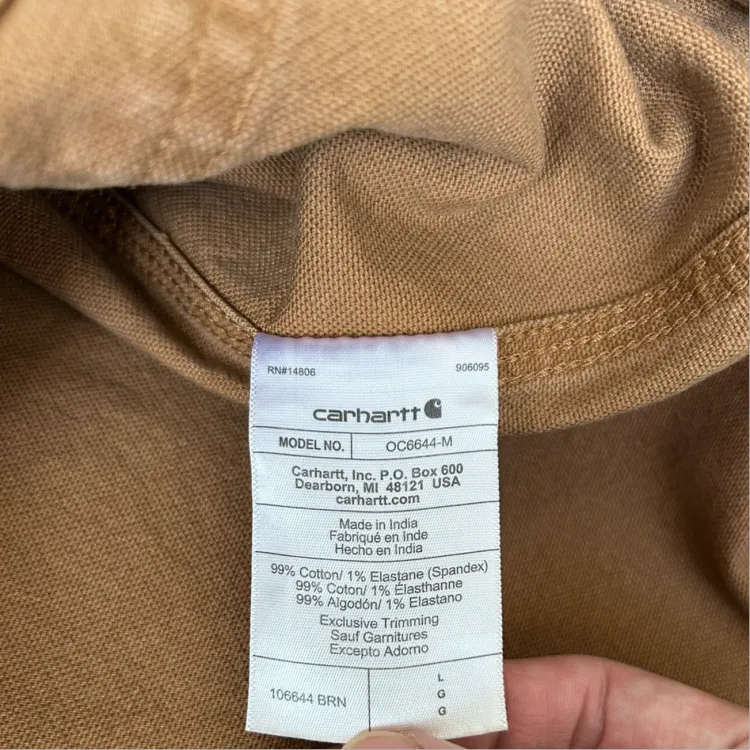 RN#14806 906095
carhartt
MODEL NO. OC6644-M
Carhartt, Inc. P.O. Box 600
Dearborn, MI 48121 USA
carhartt.com
Made in India
Fabriqué en Inde
Hecho en India
99% Cotton/ 1% Elastane (Spandex)
99% Coton/ 1% Élasthanne
99% Algodón/ 1% Elastano
Exclusive Trimming
Sauf Garnitures
Excepto Adorno
106644 BRN
L
G
G